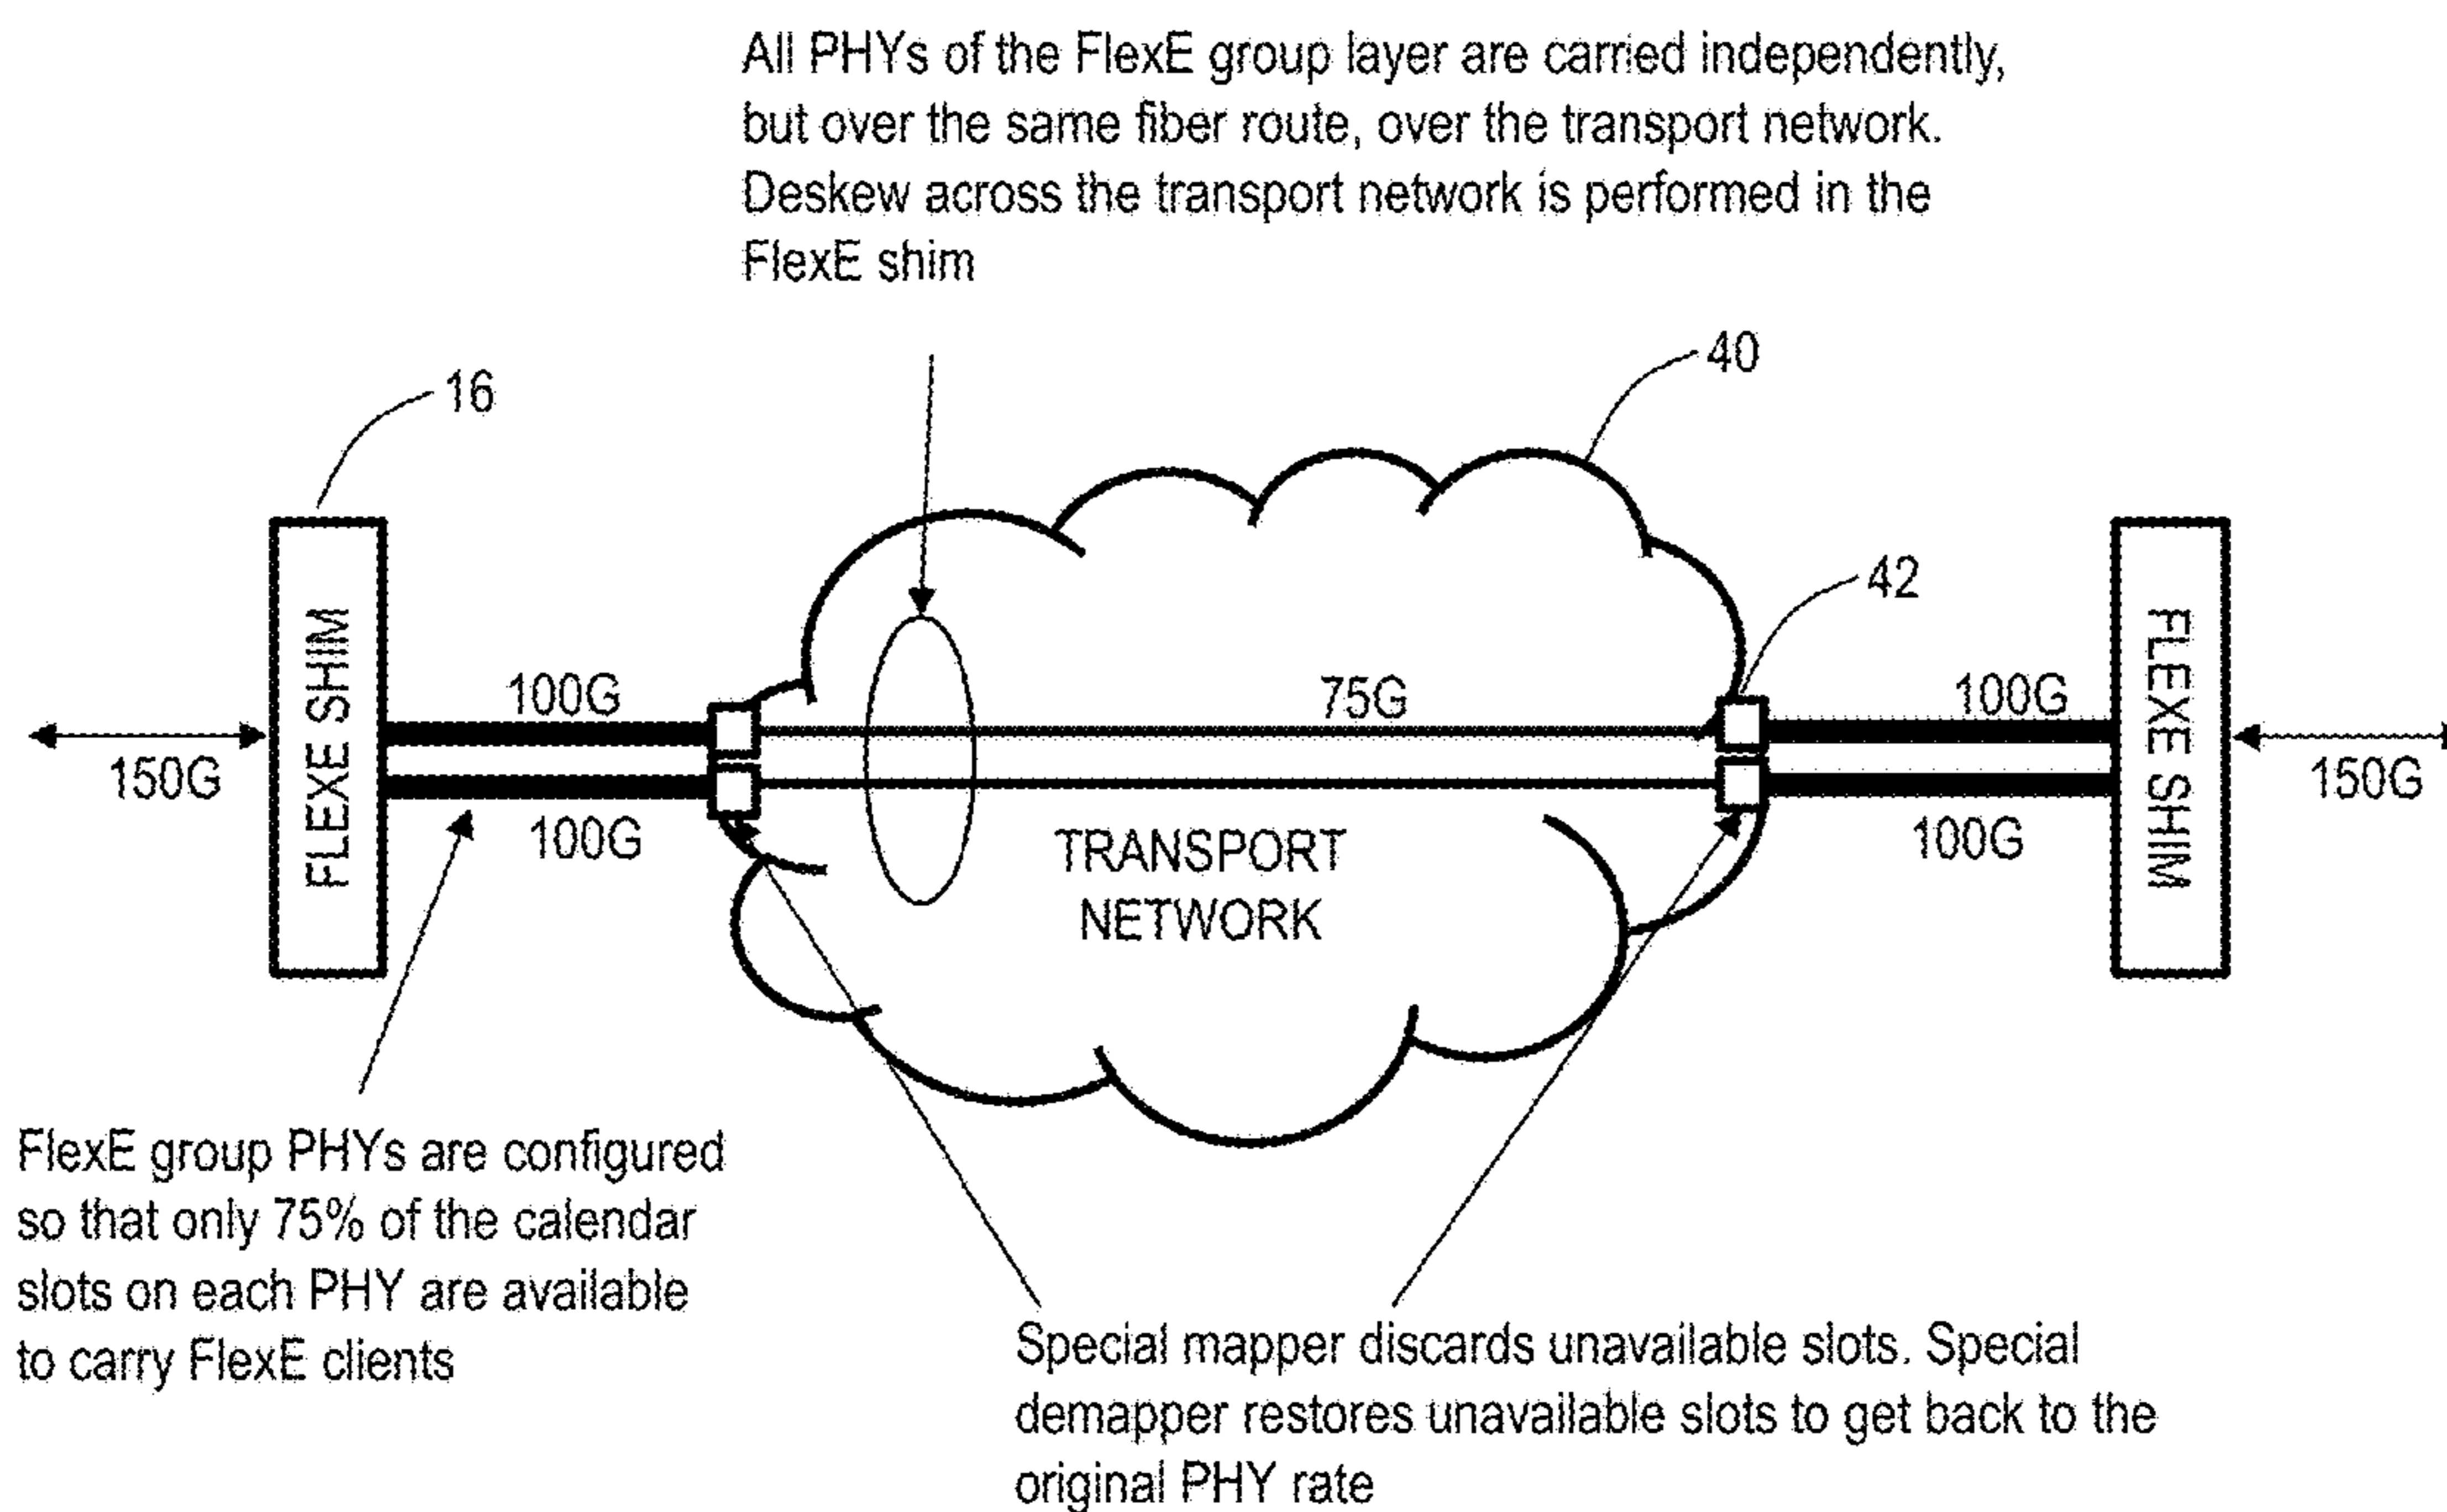 All PHYs of the FlexE group layer are carried independently,
but over the same fiber route, over the transport network.
Deskew across the transport network is performed in the
FlexE shim
16
40
42
FLEXE SHIM
100G
75G
100G
FLEXE SHIM
150G
150G
100G
100G
TRANSPORT
NETWORK
FlexE group PHYs are configured
so that only 75% of the calendar
slots on each PHY are available
to carry FlexE clients
Special mapper discards unavailable slots. Special
demapper restores unavailable slots to get back to the
original PHY rate